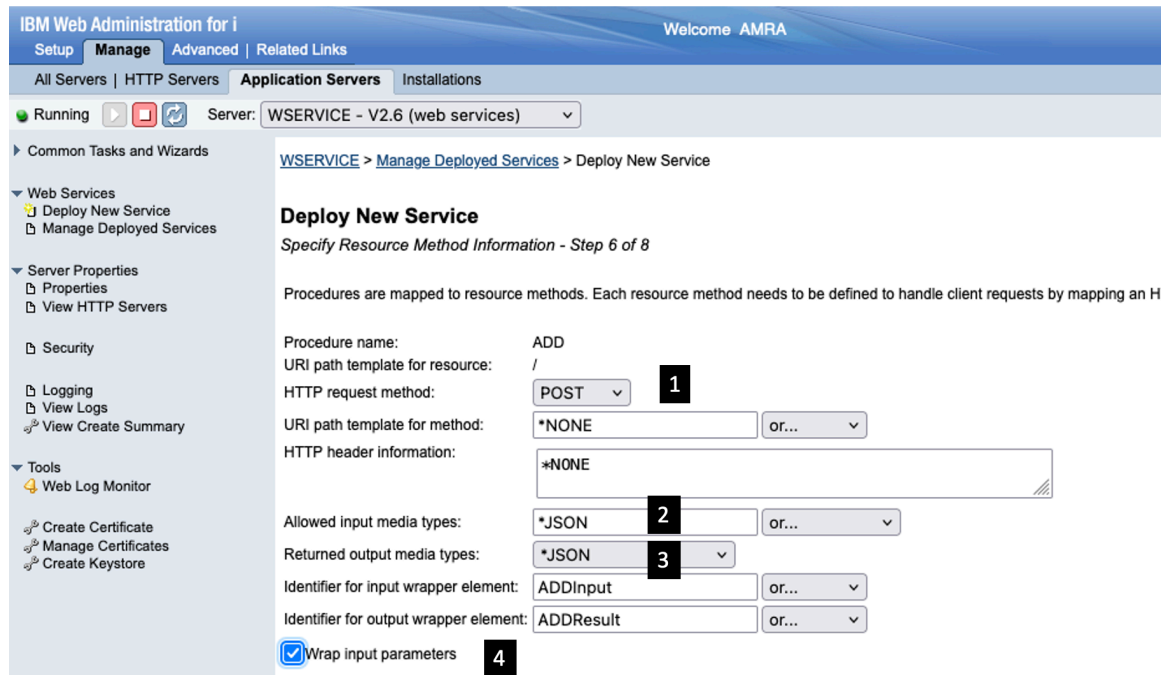 IBM Web Administration for i
Welcome AMRA
Setup Manage Advanced | Related Links
All Servers | HTTP Servers Application Servers Installations
Running Server: WSERVICE - V2.6 (web services)
Common Tasks and Wizards
Web Services
Deploy New Service
Manage Deployed Services
Server Properties
Properties
View HTTP Servers
Security
Logging
View Logs
View Create Summary
Tools
Web Log Monitor
Create Certificate
Manage Certificates
Create Keystore
WSERVICE > Manage Deployed Services > Deploy New Service
Deploy New Service
Specify Resource Method Information - Step 6 of 8
Procedures are mapped to resource methods. Each resource method needs to be defined to handle client requests by mapping an H
Procedure name: ADD
URI path template for resource: /
HTTP request method: POST 1
URI path template for method: *NONE or...
HTTP header information: *NONE
Allowed input media types: *JSON 2 or...
Returned output media types: *JSON 3
Identifier for input wrapper element: ADDInput or...
Identifier for output wrapper element: ADDResult or...
Wrap input parameters 4